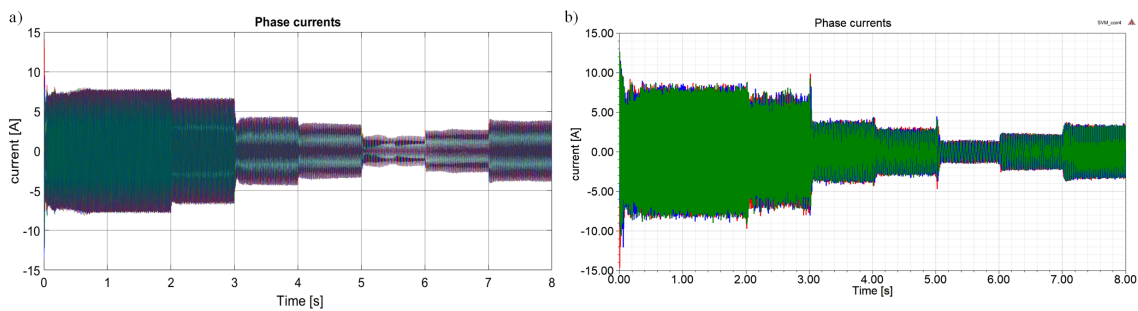 a)
Phase currents
15
10
5
0
-5
-10
-15
current [A]
0 1 2 3 4 5 6 7 8
Time [s]
b)
Phase currents
SVM_corr4
15.00
10.00
5.00
0.00
-5.00
-10.00
-15.00
current [A]
0.00 1.00 2.00 3.00 4.00 5.00 6.00 7.00 8.00
Time [s]